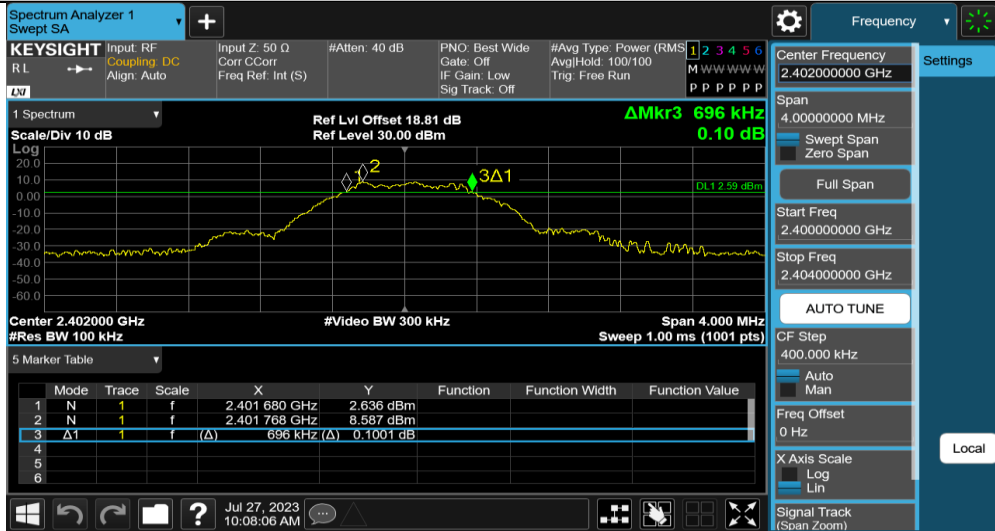 Spectrum Analyzer 1
Swept SA
Frequency
KEYSIGHT
R L
LXI
Input: RF
Coupling: DC
Align: Auto
Input Z: 50 Ω
Corr CCorr
Freq Ref: Int (S)
#Atten: 40 dB
PNO: Best Wide
Gate: Off
IF Gain: Low
Sig Track: Off
#Avg Type: Power (RMS
Avg|Hold: 100/100
Trig: Free Run
1 2 3 4 5 6
M W W W W W
P P P P P P
Center Frequency
2.402000000 GHz
Settings
Span
4.00000000 MHz
Swept Span
Zero Span
Full Span
Start Freq
2.400000000 GHz
Stop Freq
2.404000000 GHz
AUTO TUNE
CF Step
400.000 kHz
Auto
Man
Freq Offset
0 Hz
X Axis Scale
Log
Lin
Local
Signal Track
(Span Zoom)
1 Spectrum
Scale/Div 10 dB
Ref Lvl Offset 18.81 dB
Ref Level 30.00 dBm
ΔMkr3 696 kHz
0.10 dB
Log
20.0
10.0
0.00
-10.0
-20.0
-30.0
-40.0
-50.0
-60.0
1
2
3Δ1
DL1 2.59 dBm
Center 2.402000 GHz
#Res BW 100 kHz
#Video BW 300 kHz
Span 4.000 MHz
Sweep 1.00 ms (1001 pts)
5 Marker Table
Mode Trace Scale X Y Function Function Width Function Value
1 N 1 f 2.401 680 GHz 2.636 dBm
2 N 1 f 2.401 768 GHz 8.587 dBm
3 Δ1 1 f (Δ) 696 kHz (Δ) 0.1001 dB
4
5
6
?
Jul 27, 2023
10:08:06 AM